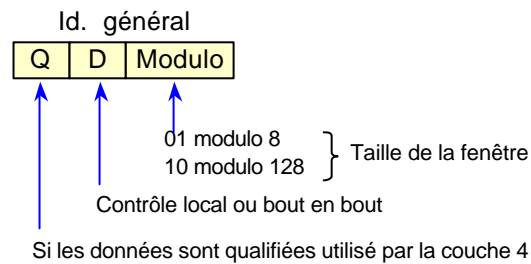 Id. général
Q D Modulo
01 modulo 8
10 modulo 128
Taille de la fenêtre
Contrôle local ou bout en bout
Si les données sont qualifiées utilisé par la couche 4